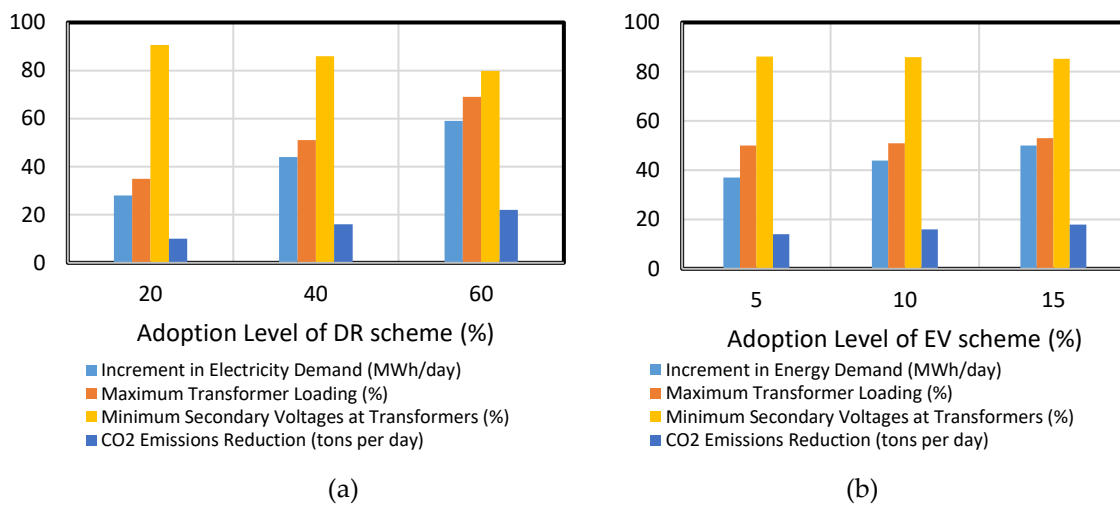 100
80
60
40
20
0
20 40 60
Adoption Level of DR scheme (%)
Increment in Electricity Demand (MWh/day)
Maximum Transformer Loading (%)
Minimum Secondary Voltages at Transformers (%)
CO2 Emissions Reduction (tons per day)
(a)
100
80
60
40
20
0
5 10 15
Adoption Level of EV scheme (%)
Increment in Energy Demand (MWh/day)
Maximum Transformer Loading (%)
Minimum Secondary Voltages at Transformers (%)
CO2 Emissions Reduction (tons per day)
(b)